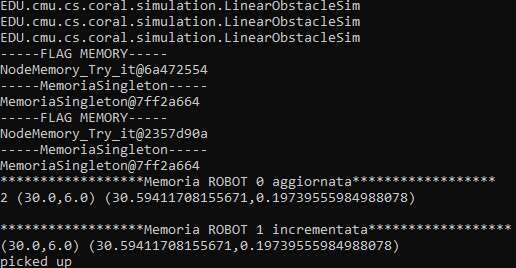 EDU.cmu.cs.coral.simulation.LinearObstacleSim
EDU.cmu.cs.coral.simulation.LinearObstacleSim
EDU.cmu.cs.coral.simulation.LinearObstacleSim
-----FLAG MEMORY-----
NodeMemory_Try_it@6a472554
-----MemoriaSingleton-----
MemoriaSingleton@7ff2a664
-----FLAG MEMORY-----
NodeMemory_Try_it@2357d90a
-----MemoriaSingleton-----
MemoriaSingleton@7ff2a664
******************Memoria ROBOT 0 aggiornata******************
2 (30.0,6.0) (30.59411708155671,0.19739555984988078)
******************Memoria ROBOT 1 incrementata******************
(30.0,6.0) (30.59411708155671,0.19739555984988078)
picked up